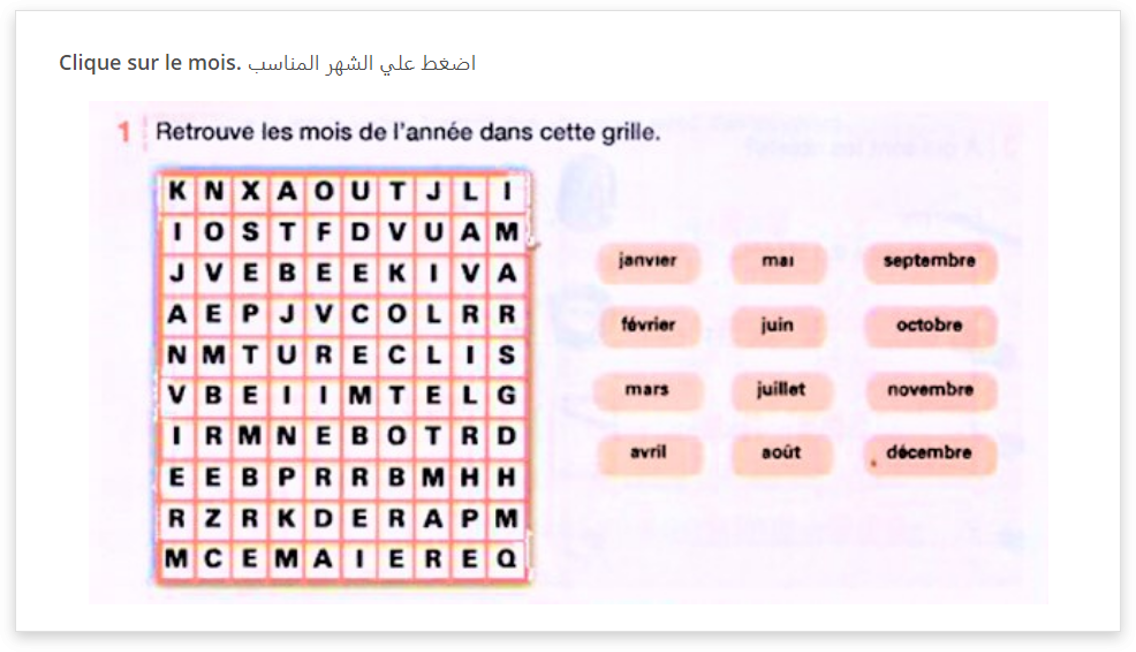 Clique sur le mois. اضغط علي الشهر المناسب
1 Retrouve les mois de l'année dans cette grille.
K N X A O U T J L I
I O S T F D V U A M
J V E B E E K I V A
A E P J V C O L R R
N M T U R E C L I S
V B E I I M T E L G
I R M N E B O T R D
E E B P R R B M H H
R Z R K D E R A P M
M C E M A I E R E Q
janvier mai septembre
février juin octobre
mars juillet novembre
avril août décembre